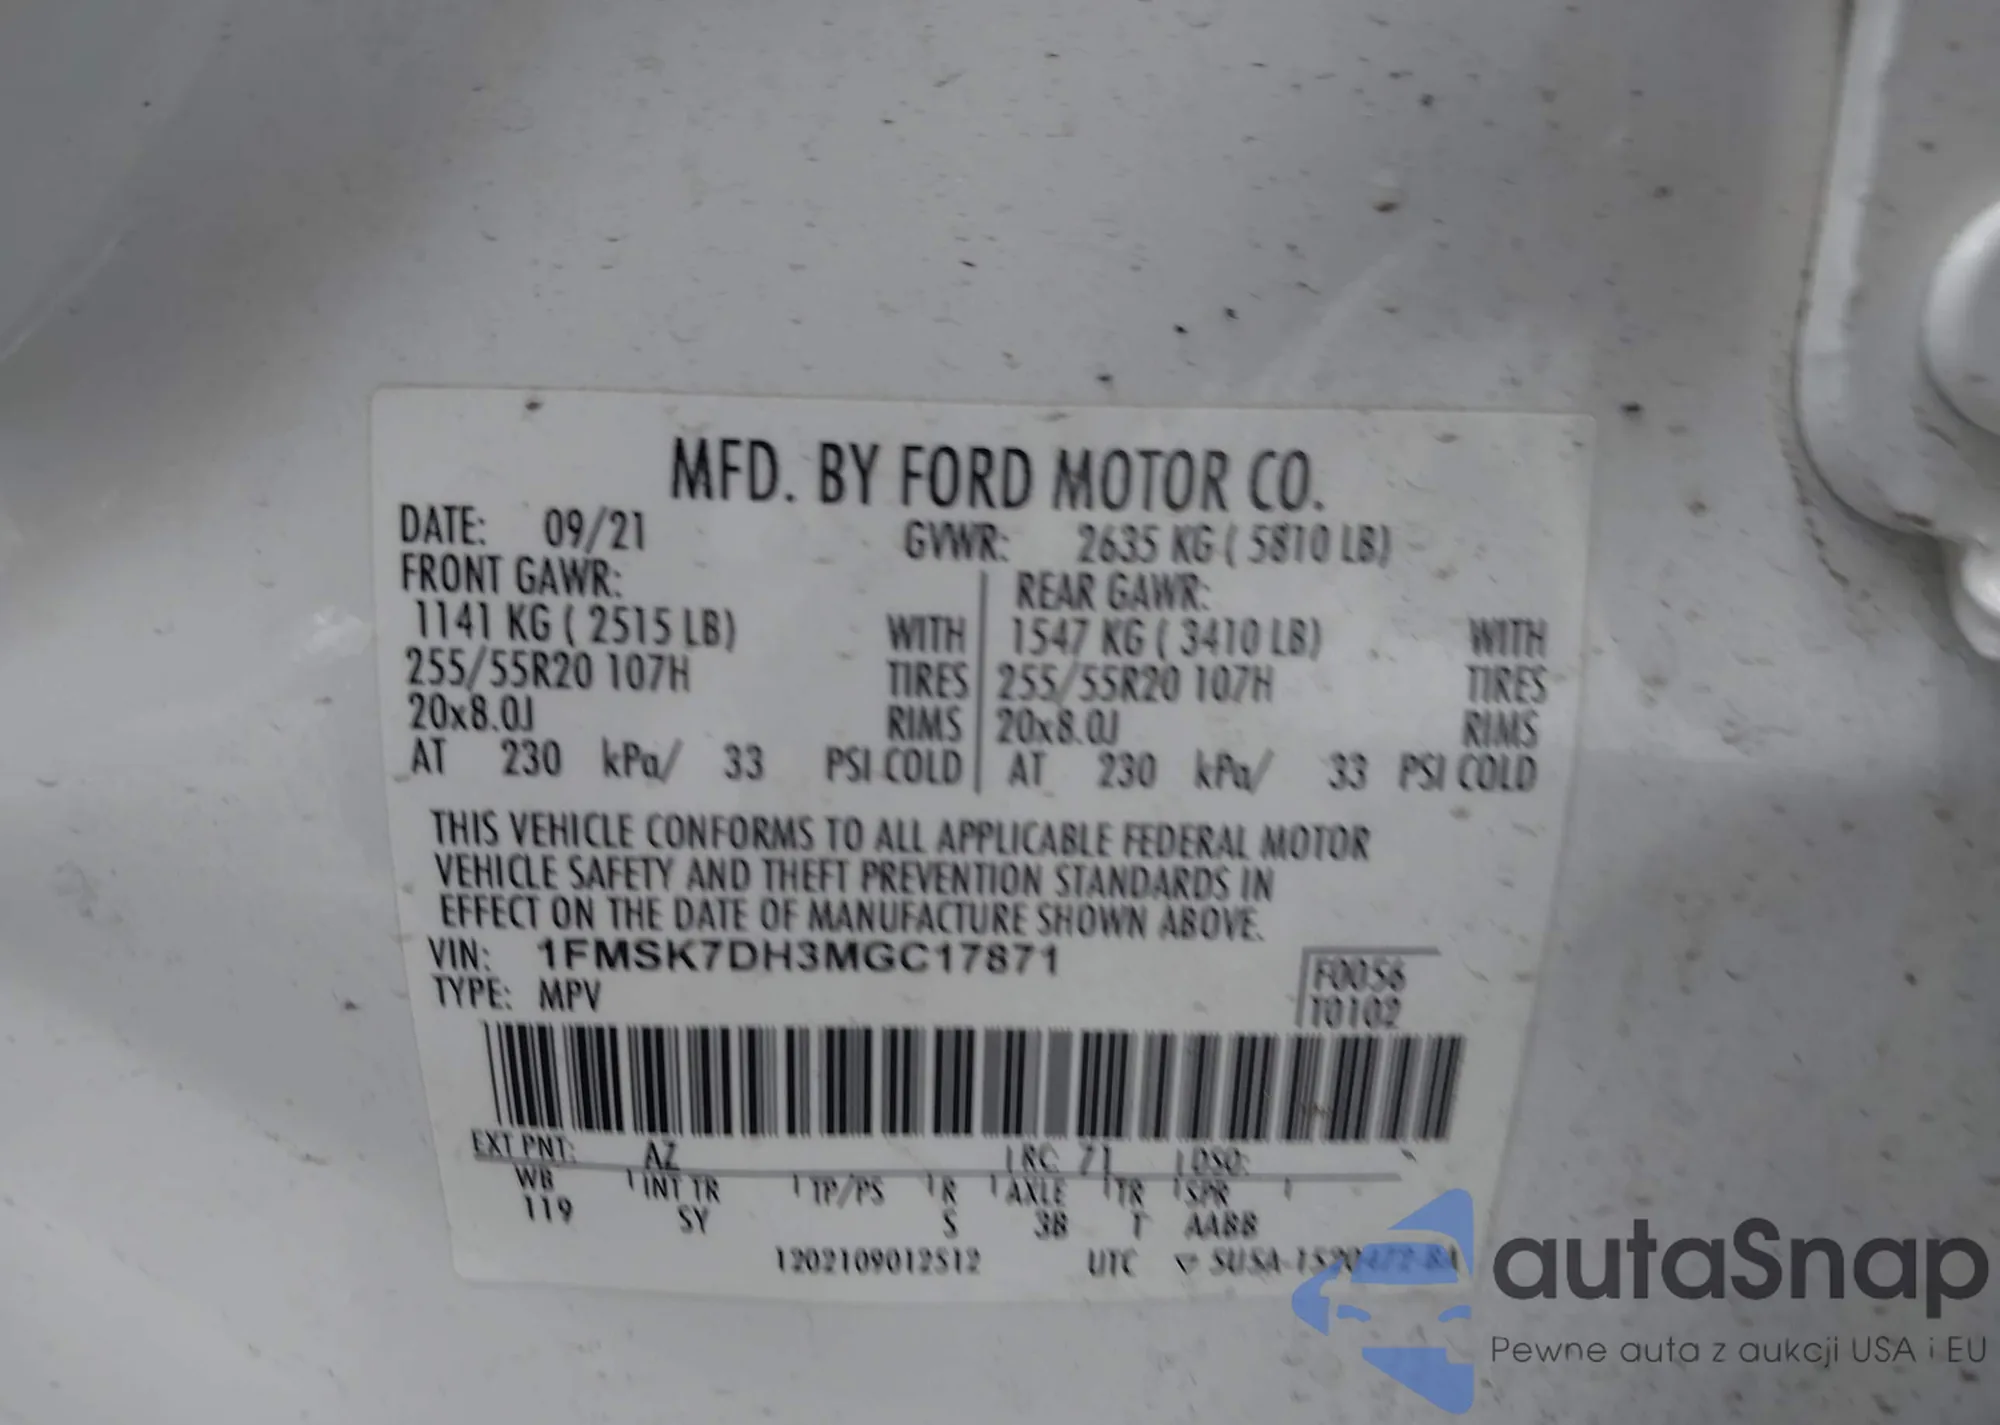 MFD. BY FORD MOTOR CO.
DATE: 09/21 GVWR: 2635 KG ( 5810 LB)
FRONT GAWR: REAR GAWR:
1141 KG ( 2515 LB) WITH 1547 KG ( 3410 LB) WITH
255/55R20 107H TIRES 255/55R20 107H TIRES
20x8.0J RIMS 20x8.0J RIMS
AT 230 kPa/ 33 PSI COLD AT 230 kPa/ 33 PSI COLD
THIS VEHICLE CONFORMS TO ALL APPLICABLE FEDERAL MOTOR
VEHICLE SAFETY AND THEFT PREVENTION STANDARDS IN
EFFECT ON THE DATE OF MANUFACTURE SHOWN ABOVE.
VIN: 1FMSK7DH3MGC17871
TYPE: MPV
F0056
T0102
EXT PNT: AZ RC 71 DSO:
WB INT TR TP/PS R AXLE TR SPR
119 SY S 3B T AABB
1202109012512 UTC SUSA-1520472-BA
autaSnap
Pewne auta z aukcji USA i EU